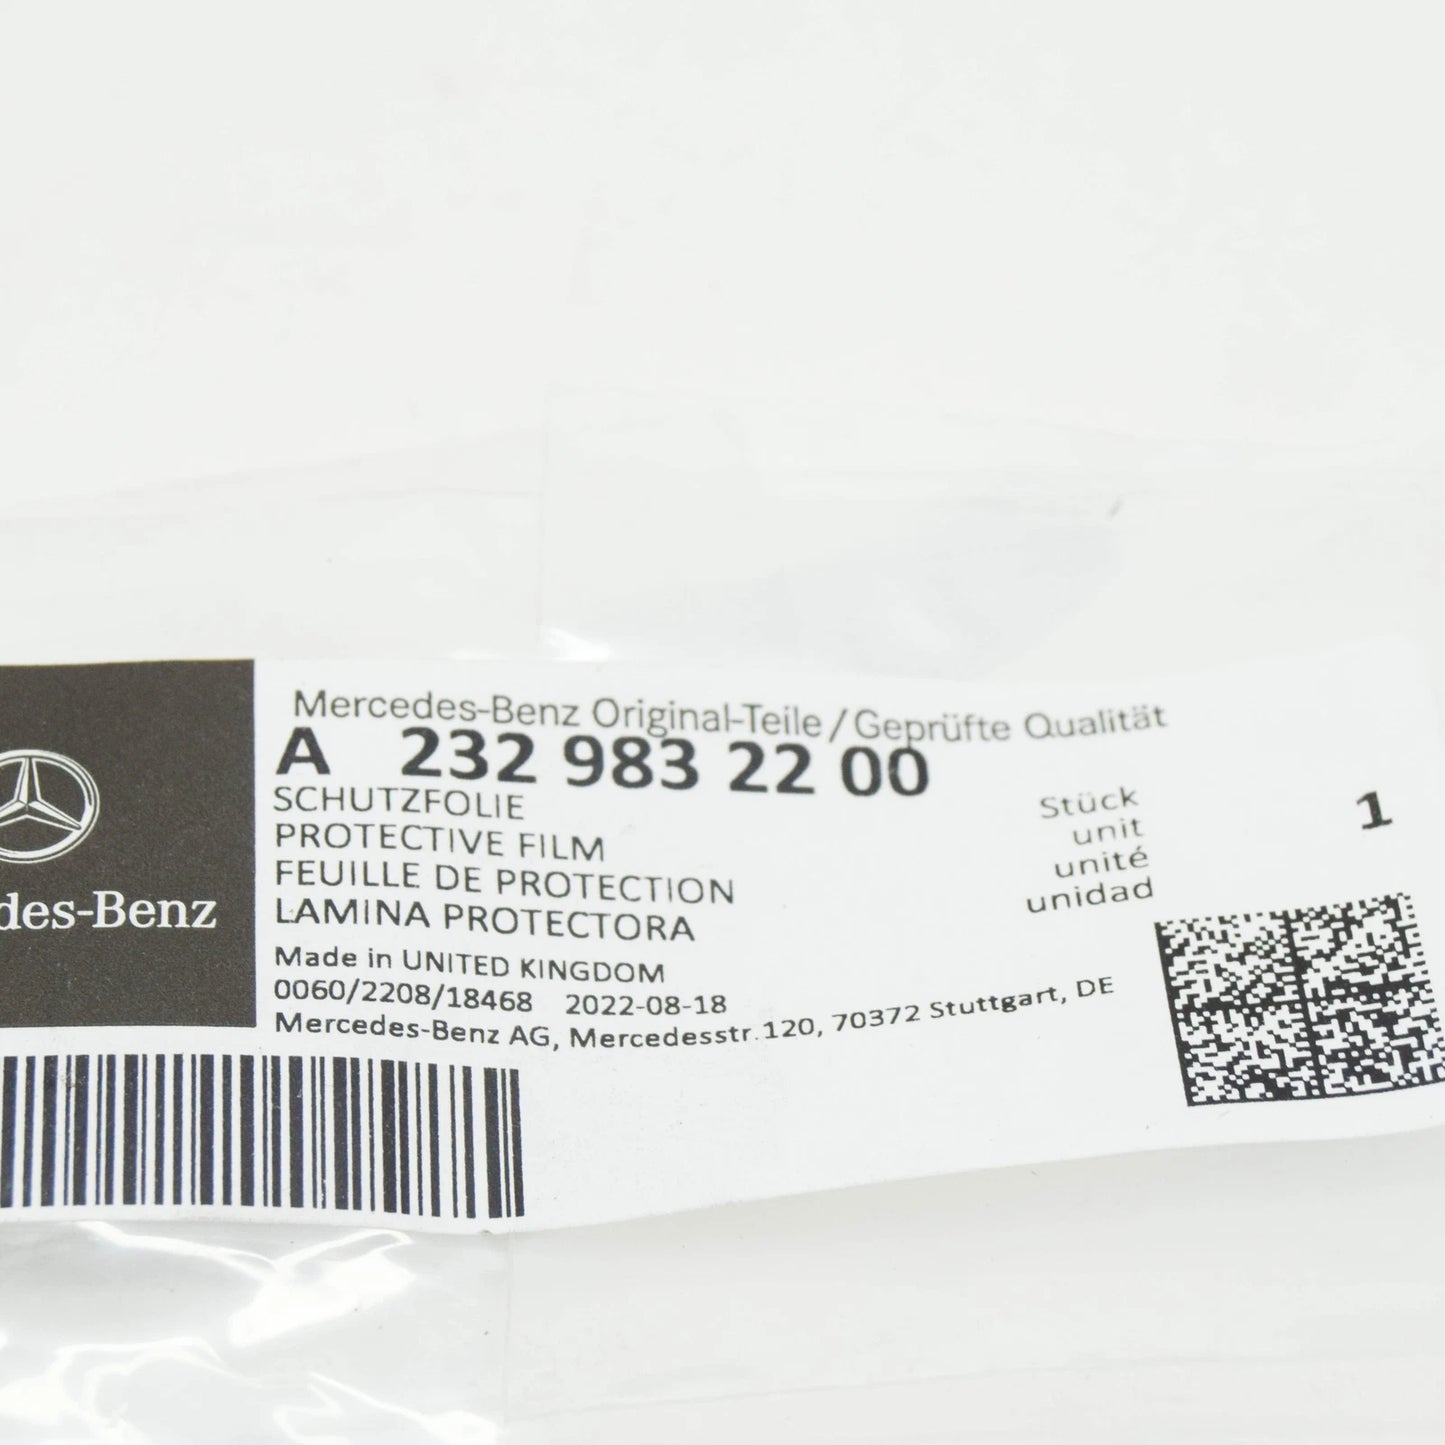 Mercedes-Benz Original-Teile / Geprüfte Qualität
A 232 983 22 00
SCHUTZFOLIE
PROTECTIVE FILM
FEUILLE DE PROTECTION
LAMINA PROTECTORA
Stück
unit
unité
unidad
1
Made in UNITED KINGDOM
0060/2208/18468 2022-08-18
Mercedes-Benz AG, Mercedesstr.120, 70372 Stuttgart, DE
des-Benz